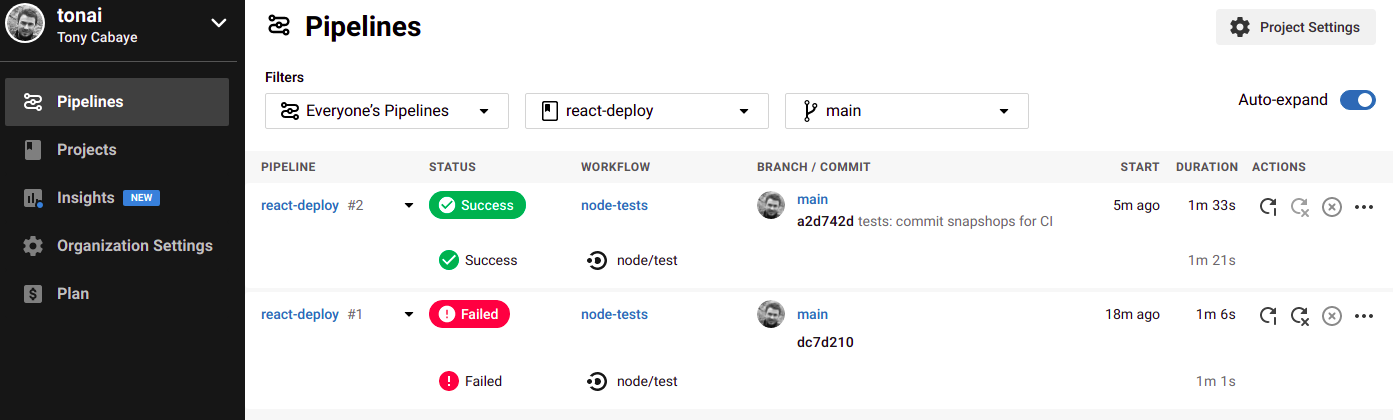 tonai
Tony Cabaye
Pipelines
Projects
Insights NEW
Organization Settings
Plan
Pipelines
Project Settings
Filters
Everyone's Pipelines react-deploy main
Auto-expand
PIPELINE STATUS WORKFLOW BRANCH / COMMIT START DURATION ACTIONS
react-deploy #2 Success node-tests main 5m ago 1m 33s
a2d742d tests: commit snapshops for CI
Success node/test 1m 21s
react-deploy #1 Failed node-tests main 18m ago 1m 6s
dc7d210
Failed node/test 1m 1s